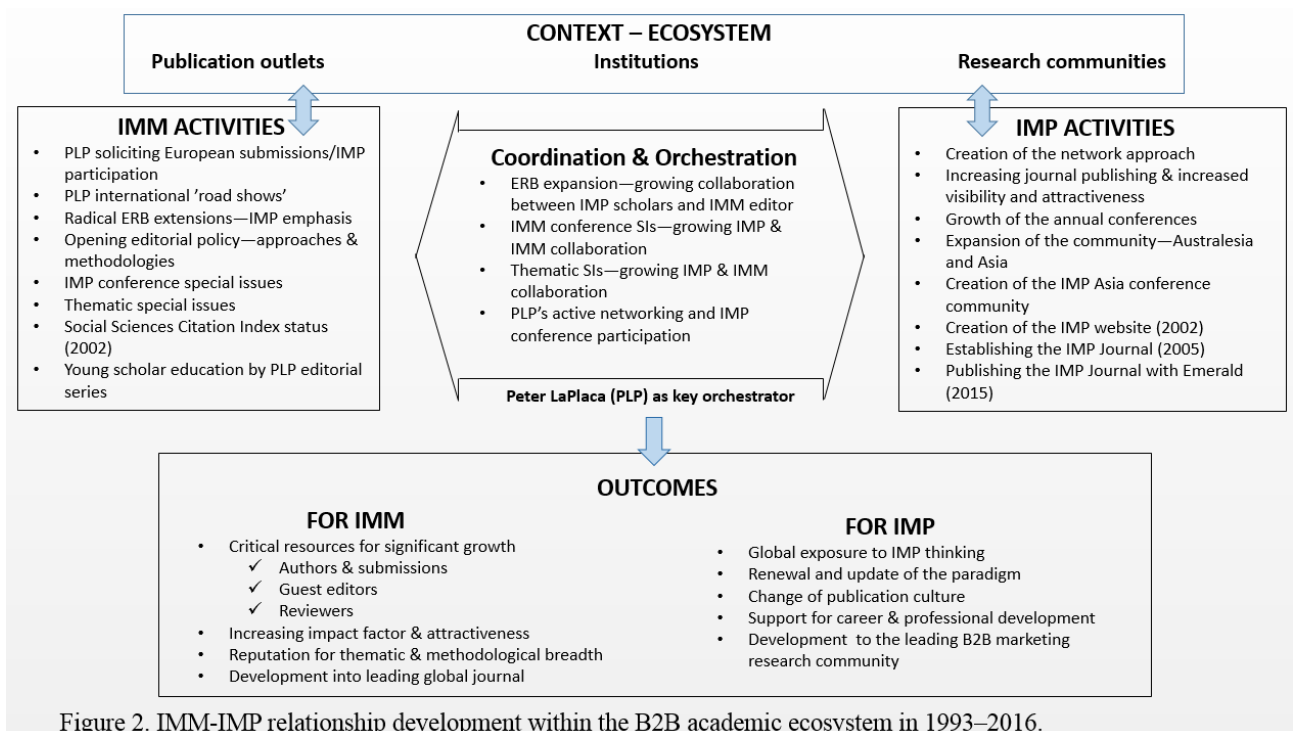 CONTEXT – ECOSYSTEM
Publication outlets Institutions Research communities
IMM ACTIVITIES
• PLP soliciting European submissions/IMP
participation
• PLP international ’road shows’
• Radical ERB extensions—IMP emphasis
• Opening editorial policy—approaches &
methodologies
• IMP conference special issues
• Thematic special issues
• Social Sciences Citation Index status
(2002)
• Young scholar education by PLP editorial
series
Coordination & Orchestration
• ERB expansion—growing collaboration
between IMP scholars and IMM editor
• IMM conference SIs—growing IMP &
IMM collaboration
• Thematic SIs—growing IMP & IMM
collaboration
• PLP’s active networking and IMP
conference participation
Peter LaPlaca (PLP) as key orchestrator
IMP ACTIVITIES
• Creation of the network approach
• Increasing journal publishing & increased
visibility and attractiveness
• Growth of the annual conferences
• Expansion of the community—Australesia
and Asia
• Creation of the IMP Asia conference
community
• Creation of the IMP website (2002)
• Establishing the IMP Journal (2005)
• Publishing the IMP Journal with Emerald
(2015)
OUTCOMES
FOR IMM
• Critical resources for significant growth
✓ Authors & submissions
✓ Guest editors
✓ Reviewers
• Increasing impact factor & attractiveness
• Reputation for thematic & methodological breadth
• Development into leading global journal
FOR IMP
• Global exposure to IMP thinking
• Renewal and update of the paradigm
• Change of publication culture
• Support for career & professional development
• Development to the leading B2B marketing
research community
Figure 2. IMM-IMP relationship development within the B2B academic ecosystem in 1993–2016.